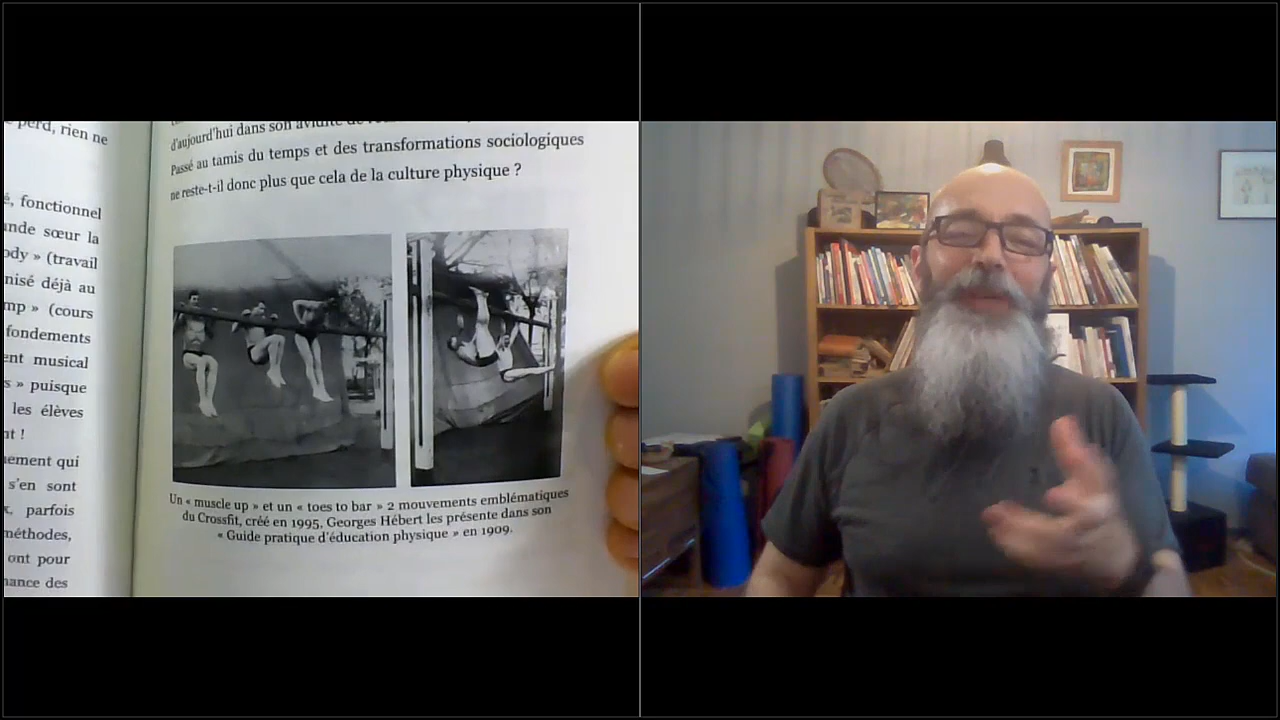 perd, rien ne
fonctionnel
nde sœur la
ody » (travail
nisé déjà au
mp » (cours
fondements
ent musical
s » puisque
les élèves
nt !
ement qui
s'en sont
parfois
méthodes,
ont pour
nance des
d'aujourd'hui dans son avidité de
Passé au tamis du temps et des transformations sociologiques
ne reste-t-il donc plus que cela de la culture physique ?
Un « muscle up » et un « toes to bar » 2 mouvements emblématiques
du Crossfit, créé en 1995, Georges Hébert les présente dans son
« Guide pratique d'éducation physique » en 1909.